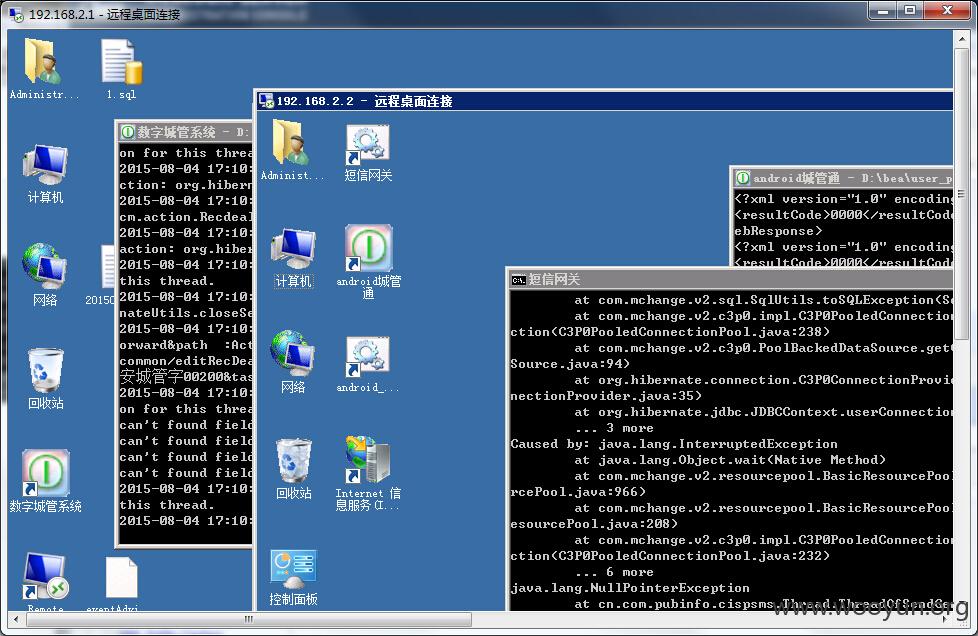 192.168.2.1 - 远程桌面连接
Administr...
1.sql
计算机
网络
2015
回收站
数字城管系统
Remote
数字城管系统 - D:
on for this threa
2015-08-04 17:10:
ction: org.hibern
2015-08-04 17:10:
cm.action.Recdeal
2015-08-04 17:10:
action: org.hiber
2015-08-04 17:10:
this thread.
2015-08-04 17:10:
nateUtils.closeSe
2015-08-04 17:10:
orward&path :Act
common/editRecDea
安城管字00200&tas
2015-08-04 17:10:
on for this threa
can't found field
can't found field
can't found field
can't found field
2015-08-04 17:10:
this thread.
2015-08-04 17:10:
192.168.2.2 - 远程桌面连接
Administ...
短信网关
计算机
android城管
通
网络
android_...
回收站
Internet 信
息服务(I...
控制面板
android城管通 - D:\bea\user_p
<?xml version="1.0" encoding
<resultCode>0000</resultCode
ebResponse>
<?xml version="1.0" encoding
<resultCode>0000</resultCode
短信网关
at com.mchange.v2.sql.SqlUtils.toSQLException(Sq
at com.mchange.v2.c3p0.impl.C3P0PooledConnection
ction(C3P0PooledConnectionPool.java:238)
at com.mchange.v2.c3p0.PoolBackedDataSource.getC
Source.java:94)
at org.hibernate.connection.C3P0ConnectionProvid
nectionProvider.java:35)
at org.hibernate.jdbc.JDBCContext.userConnection
... 3 more
Caused by: java.lang.InterruptedException
at java.lang.Object.wait(Native Method)
at com.mchange.v2.resourcepool.BasicResourcePool
rcePool.java:966)
at com.mchange.v2.resourcepool.BasicResourcePool
esourcePool.java:208)
at com.mchange.v2.c3p0.impl.C3P0PooledConnection
ction(C3P0PooledConnectionPool.java:232)
... 6 more
java.lang.NullPointerException
at cn.com.pubinfo.cispsms.Thread.ThreadOfSendGe
www.wooyun.org